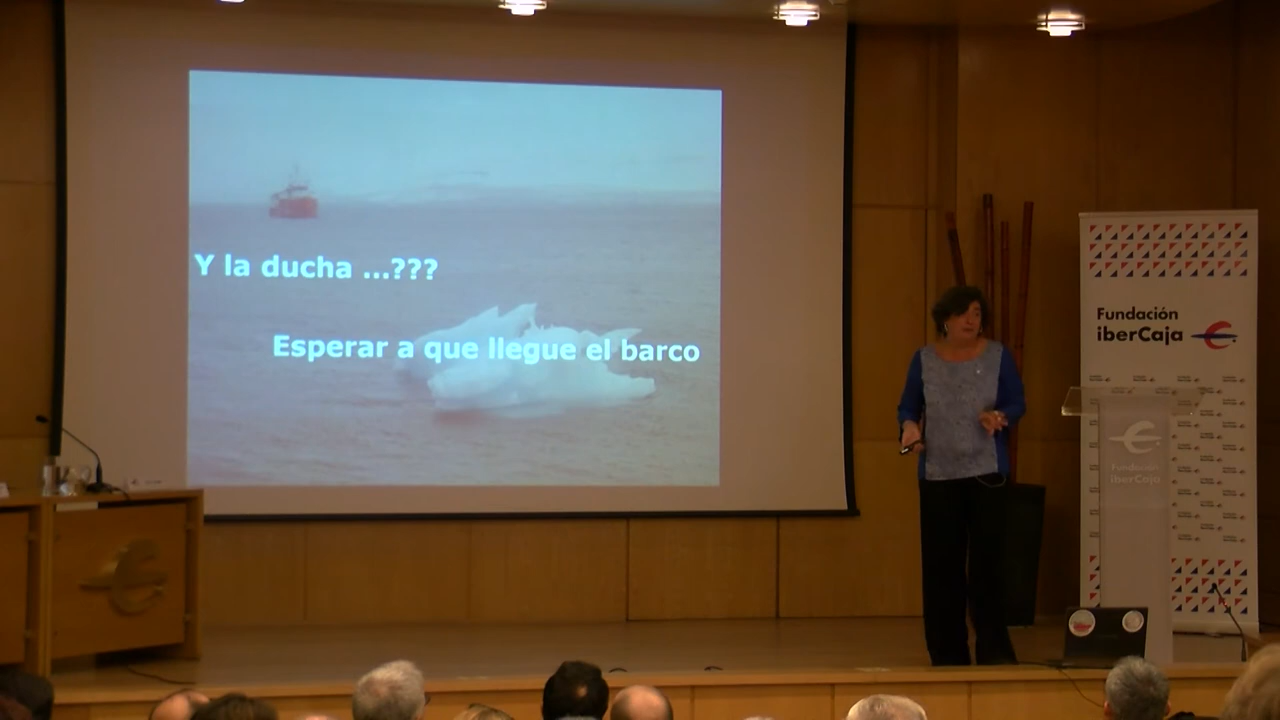 Y la ducha ...???
Esperar a que llegue el barco
Fundación
iberCaja
Fundación
iberCaja